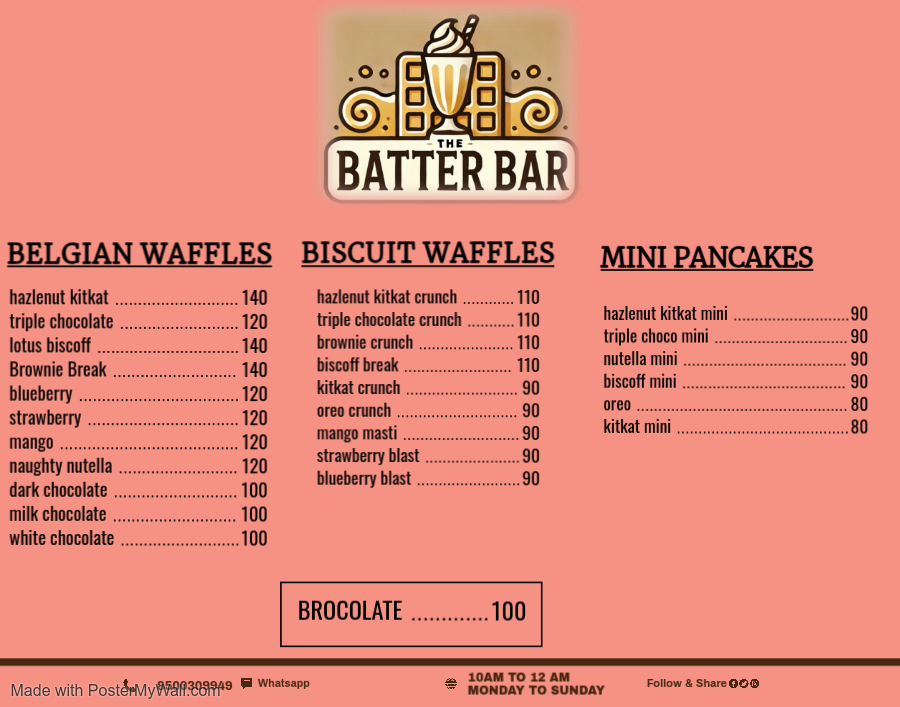 THE
BATTER BAR
BELGIAN WAFFLES
hazlenut kitkat ........................... 140
triple chocolate .......................... 120
lotus biscoff ............................... 140
Brownie Break ........................... 140
blueberry ................................... 120
strawberry ................................. 120
mango ........................................ 120
naughty nutella .......................... 120
dark chocolate ........................... 100
milk chocolate ........................... 100
white chocolate .......................... 100
BISCUIT WAFFLES
hazlenut kitkat crunch ............ 110
triple chocolate crunch ........... 110
brownie crunch ...................... 110
biscoff break .......................... 110
kitkat crunch .......................... 90
oreo crunch ............................ 90
mango masti ........................... 90
strawberry blast ...................... 90
blueberry blast ........................ 90
MINI PANCAKES
hazlenut kitkat mini ........................... 90
triple choco mini ............................... 90
nutella mini ...................................... 90
biscoff mini ...................................... 90
oreo ................................................. 80
kitkat mini ........................................ 80
BROCOLATE .............100
9500309949
Whatsapp
10AM TO 12 AM
MONDAY TO SUNDAY
Follow & Share
Made with PosterMyWall.com